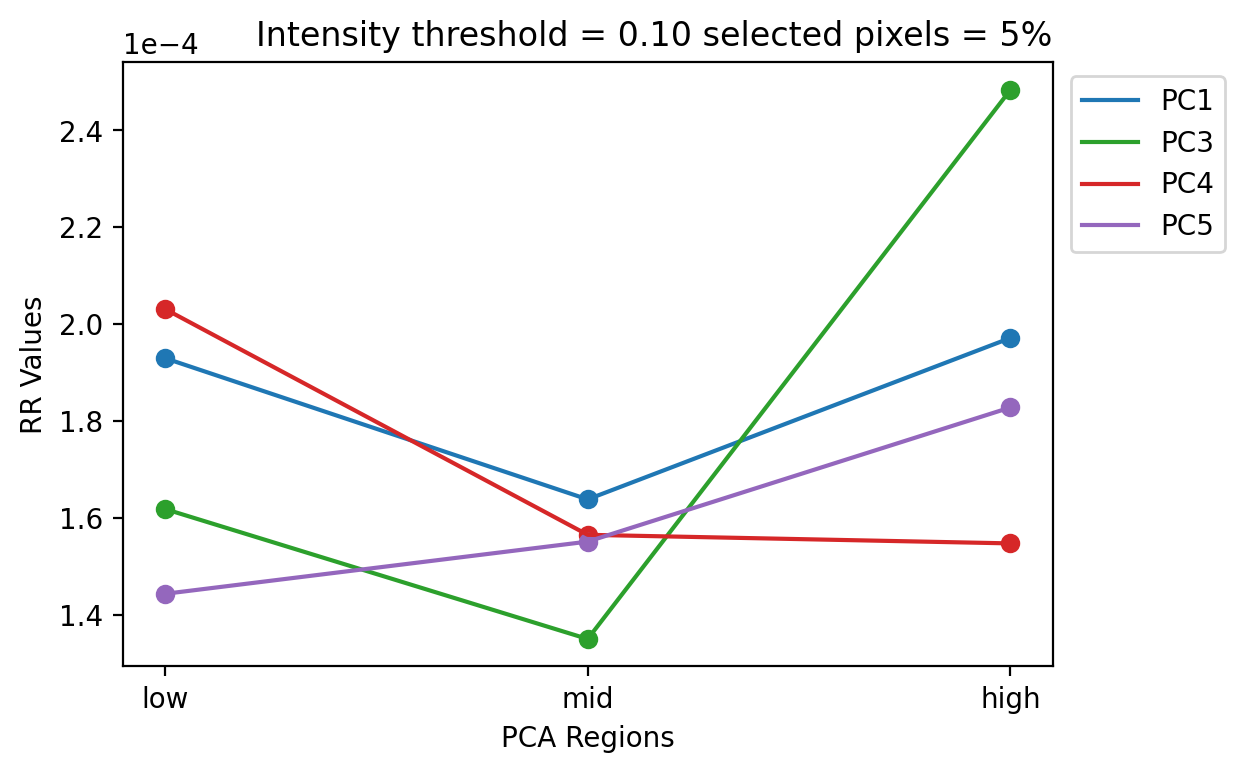 1e−4
Intensity threshold = 0.10 selected pixels = 5%
RR Values
2.4
2.2
2.0
1.8
1.6
1.4
low
mid
high
PCA Regions
PC1
PC3
PC4
PC5